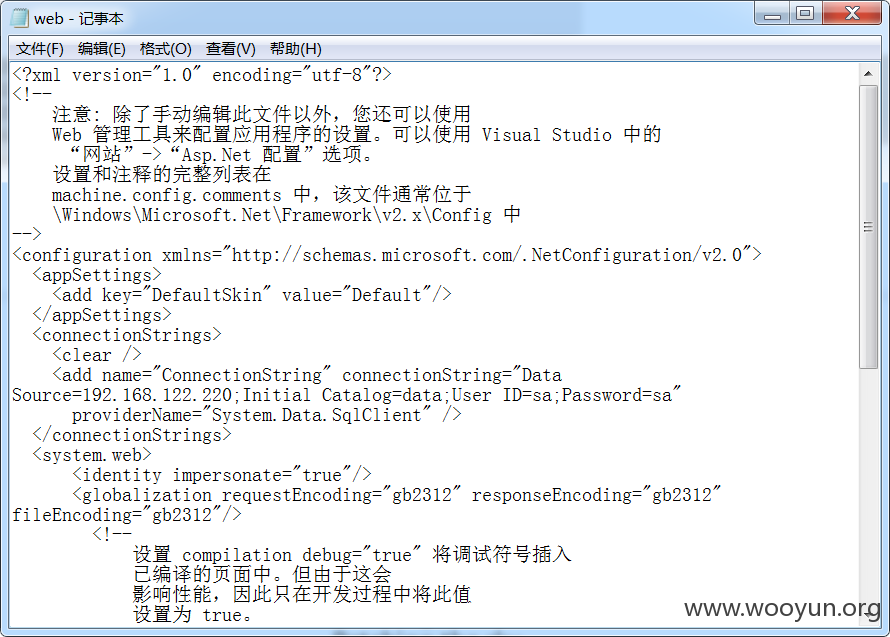 web - 记事本
文件(F) 编辑(E) 格式(O) 查看(V) 帮助(H)
<?xml version="1.0" encoding="utf-8"?>
<!--
注意: 除了手动编辑此文件以外，您还可以使用
Web 管理工具来配置应用程序的设置。可以使用 Visual Studio 中的
“网站”->“Asp.Net 配置”选项。
设置和注释的完整列表在
machine.config.comments 中，该文件通常位于
\Windows\Microsoft.Net\Framework\v2.x\Config 中
-->
<configuration xmlns="http://schemas.microsoft.com/.NetConfiguration/v2.0">
<appSettings>
<add key="DefaultSkin" value="Default"/>
</appSettings>
<connectionStrings>
<clear />
<add name="ConnectionString" connectionString="Data
Source=192.168.122.220;Initial Catalog=data;User ID=sa;Password=sa"
providerName="System.Data.SqlClient" />
</connectionStrings>
<system.web>
<identity impersonate="true"/>
<globalization requestEncoding="gb2312" responseEncoding="gb2312"
fileEncoding="gb2312"/>
<!--
设置 compilation debug="true" 将调试符号插入
已编译的页面中。但由于这会
影响性能，因此只在开发过程中将此值
设置为 true。
www.wooyun.org